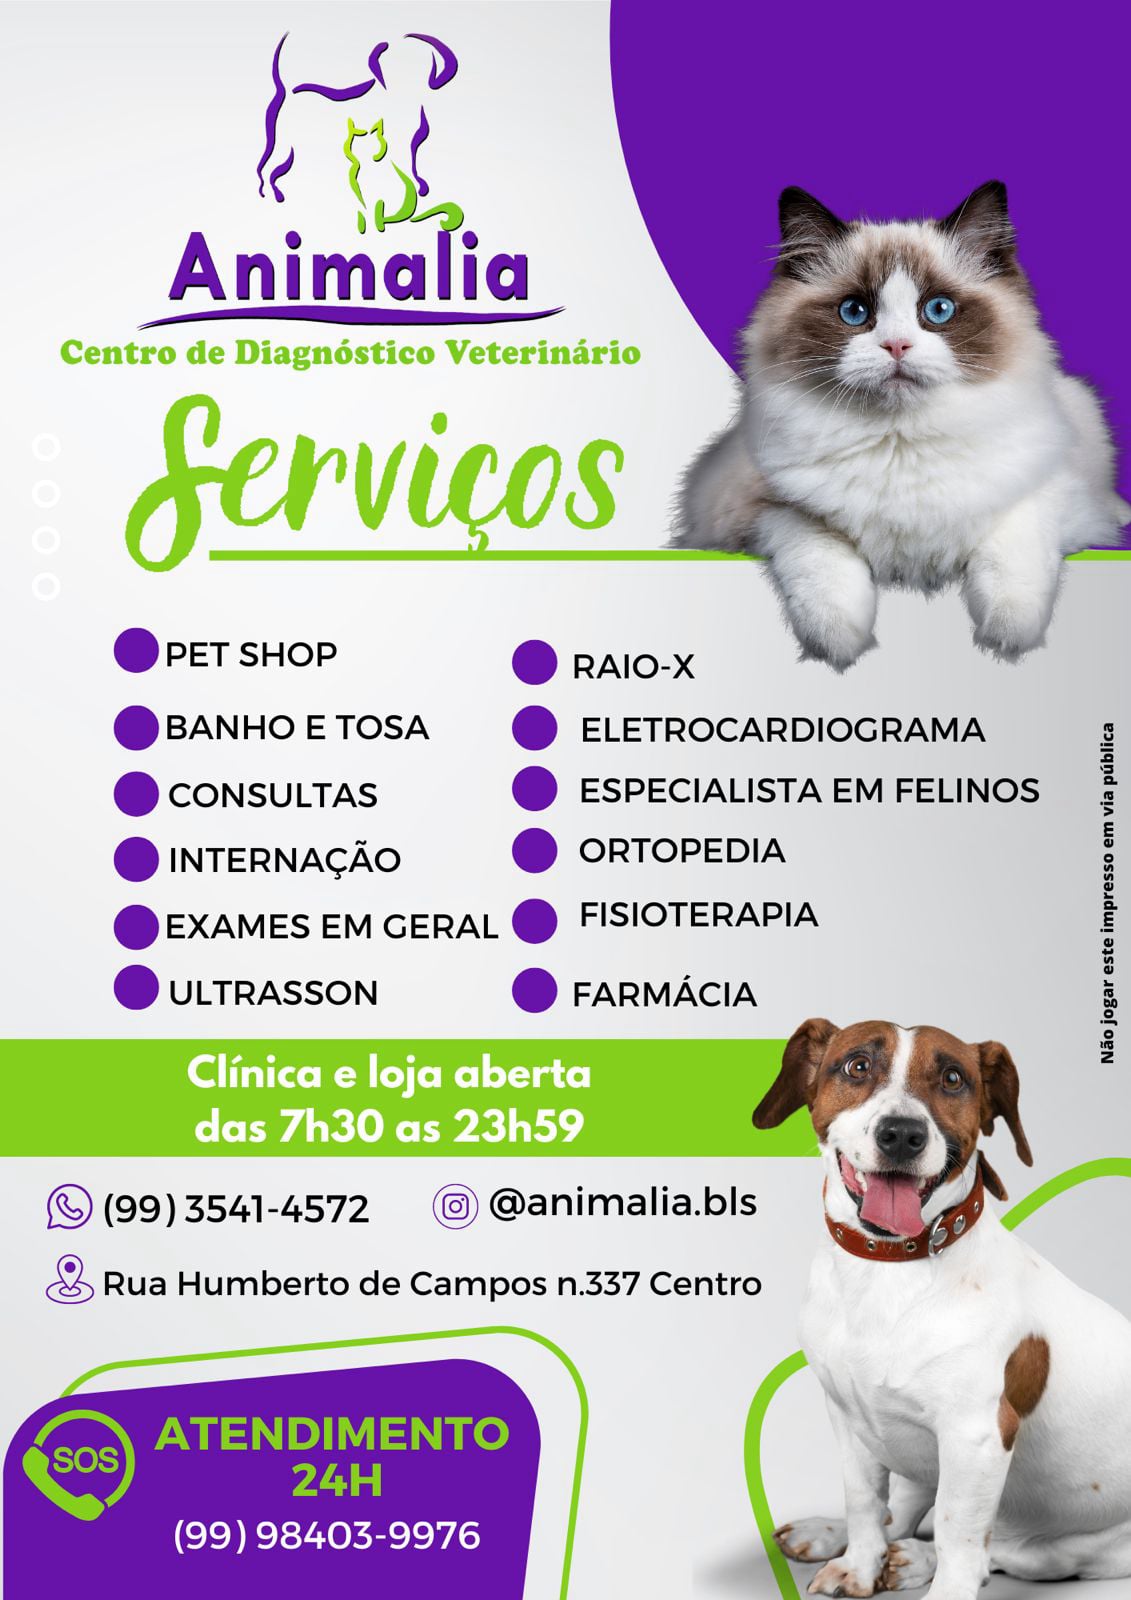 Animalia
Centro de Diagnóstico Veterinário
Serviços
PET SHOP
BANHO E TOSA
CONSULTAS
INTERNAÇÃO
EXAMES EM GERAL
ULTRASSON
RAIO-X
ELETROCARDIOGRAMA
ESPECIALISTA EM FELINOS
ORTOPEDIA
FISIOTERAPIA
FARMÁCIA
Não jogar este impresso em via pública
Clínica e loja aberta
das 7h30 as 23h59
(99) 3541-4572
@animalia.bls
Rua Humberto de Campos n.337 Centro
SOS
ATENDIMENTO
24H
(99) 98403-9976